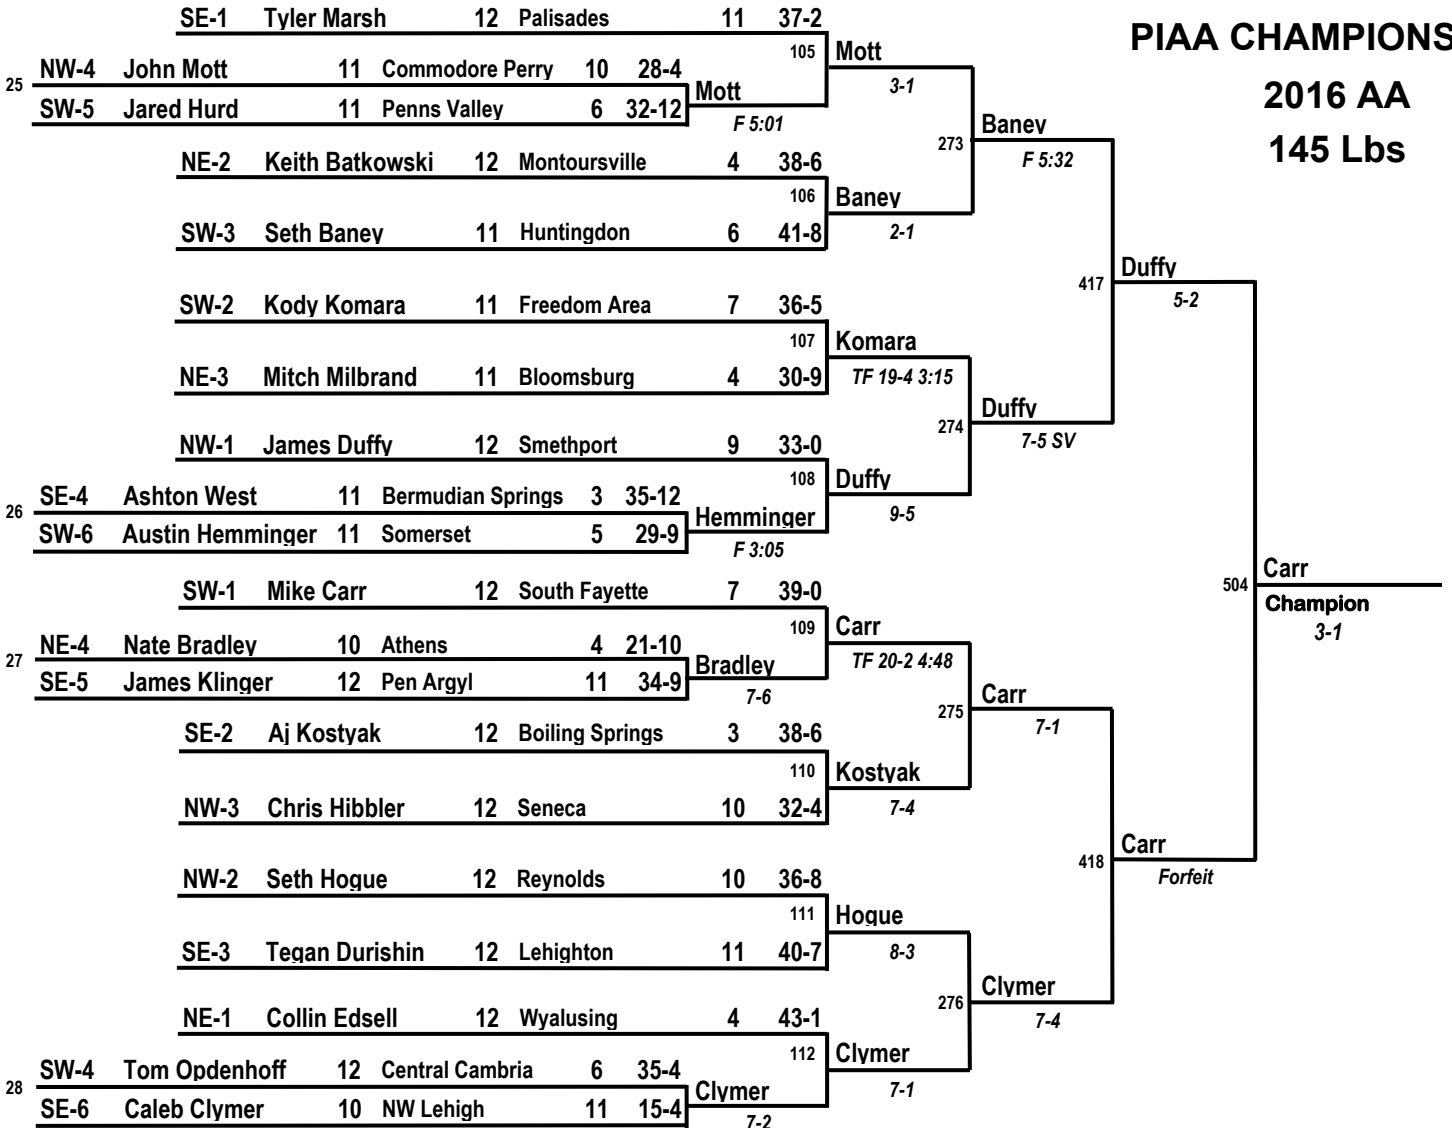 PIAA CHAMPIONS
2016 AA
145 Lbs
SE-1 Tyler Marsh 12 Palisades 11 37-2
105 Mott
3-1
25 NW-4 John Mott 11 Commodore Perry 10 28-4
SW-5 Jared Hurd 11 Penns Valley 6 32-12
Mott
F 5:01
273 Baney
F 5:32
NE-2 Keith Batkowski 12 Montoursville 4 38-6
106 Baney
2-1
SW-3 Seth Baney 11 Huntingdon 6 41-8
417 Duffy
5-2
SW-2 Kody Komara 11 Freedom Area 7 36-5
107 Komara
TF 19-4 3:15
NE-3 Mitch Milbrand 11 Bloomsburg 4 30-9
274 Duffy
7-5 SV
NW-1 James Duffy 12 Smethport 9 33-0
108 Duffy
9-5
26 SE-4 Ashton West 11 Bermudian Springs 3 35-12
SW-6 Austin Hemminger 11 Somerset 5 29-9
Hemminger
F 3:05
504 Carr
Champion
3-1
SW-1 Mike Carr 12 South Fayette 7 39-0
109 Carr
TF 20-2 4:48
27 NE-4 Nate Bradley 10 Athens 4 21-10
SE-5 James Klinger 12 Pen Argyl 11 34-9
Bradley
7-6
275 Carr
7-1
SE-2 Aj Kostyak 12 Boiling Springs 3 38-6
110 Kostyak
7-4
NW-3 Chris Hibbler 12 Seneca 10 32-4
418 Carr
Forfeit
NW-2 Seth Hogue 12 Reynolds 10 36-8
111 Hogue
8-3
SE-3 Tegan Durishin 12 Lehighton 11 40-7
276 Clymer
7-4
NE-1 Collin Edsell 12 Wyalusing 4 43-1
112 Clymer
7-1
28 SW-4 Tom Opdenhoff 12 Central Cambria 6 35-4
SE-6 Caleb Clymer 10 NW Lehigh 11 15-4
Clymer
7-2